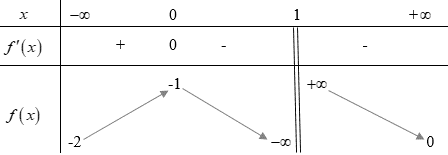 x −∞ 0 1 +∞
f′(x) + 0 - -
-1 +∞
f(x)
-2 −∞ 0